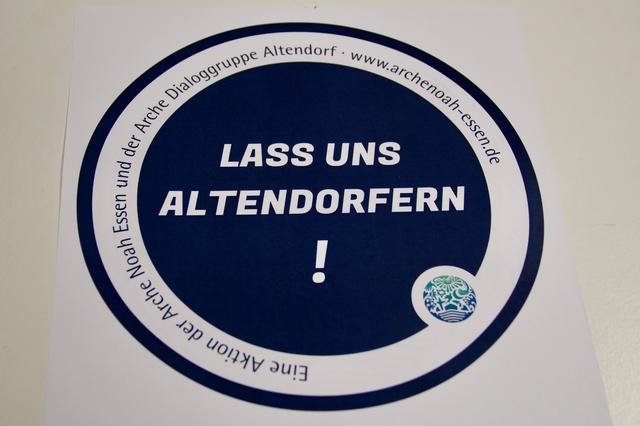 Eine Aktion der Arche Noah Essen und der Arche Dialoggruppe Altendorf · www.archenoah-essen.de
LASS UNS
ALTENDORFERN
!